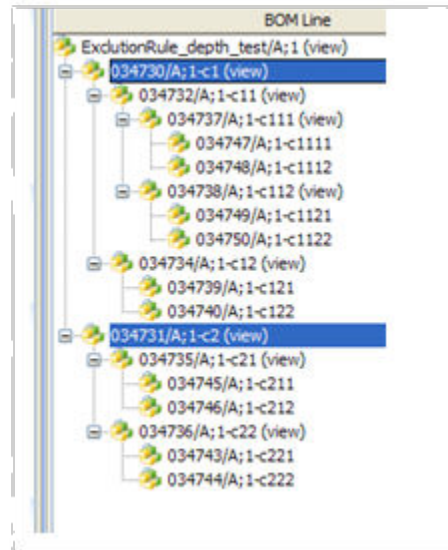 BOM Line
ExclutionRule_depth_test/A;1 (view)
034730/A;1-c1 (view)
034732/A;1-c11 (view)
034737/A;1-c111 (view)
034747/A;1-c1111
034748/A;1-c1112
034738/A;1-c112 (view)
034749/A;1-c1121
034750/A;1-c1122
034734/A;1-c12 (view)
034739/A;1-c121
034740/A;1-c122
034731/A;1-c2 (view)
034735/A;1-c21 (view)
034745/A;1-c211
034746/A;1-c212
034736/A;1-c22 (view)
034743/A;1-c221
034744/A;1-c222